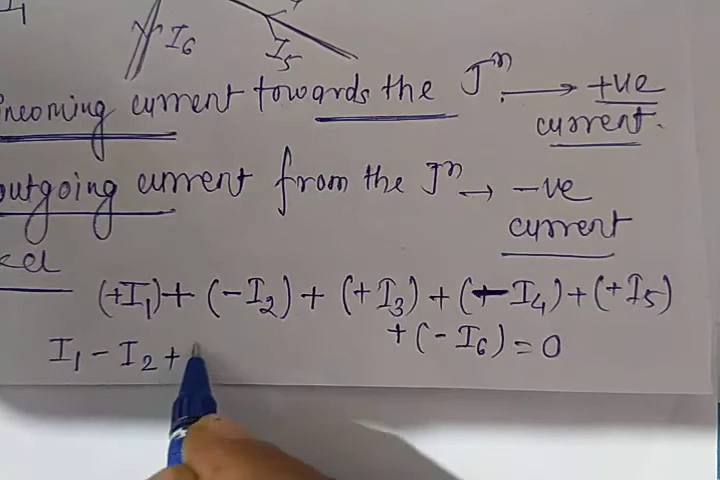 I1
I6
I5
incoming current towards the Jⁿ. → +ve
current.
outgoing current from the Jⁿ → -ve
current
(+I₁)+ (-I₂) + (+I₃) + (-I₄) + (+I₅)
+ (- I₆) = 0
I₁ - I₂ +